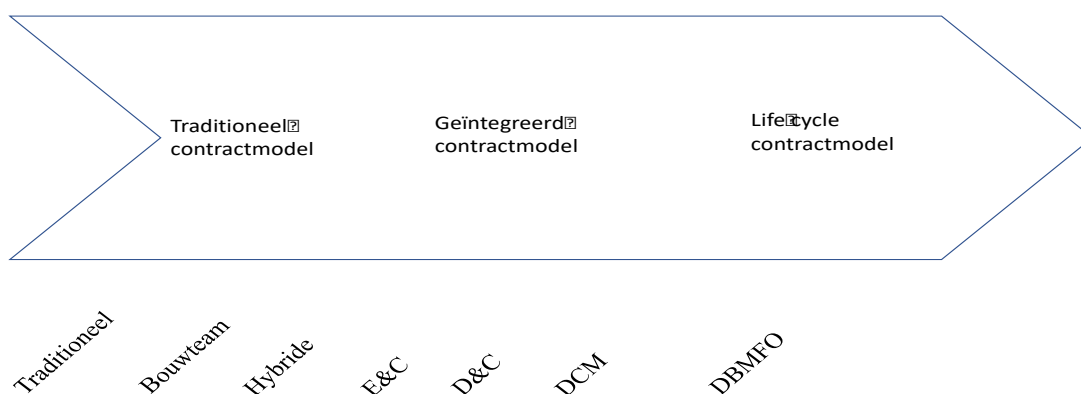 Traditioneel
contractmodel
Geïntegreerd
contractmodel
Life cycle
contractmodel
Traditioneel
Bouwteam
Hybride
E&C
D&C
DCM
DBMFO